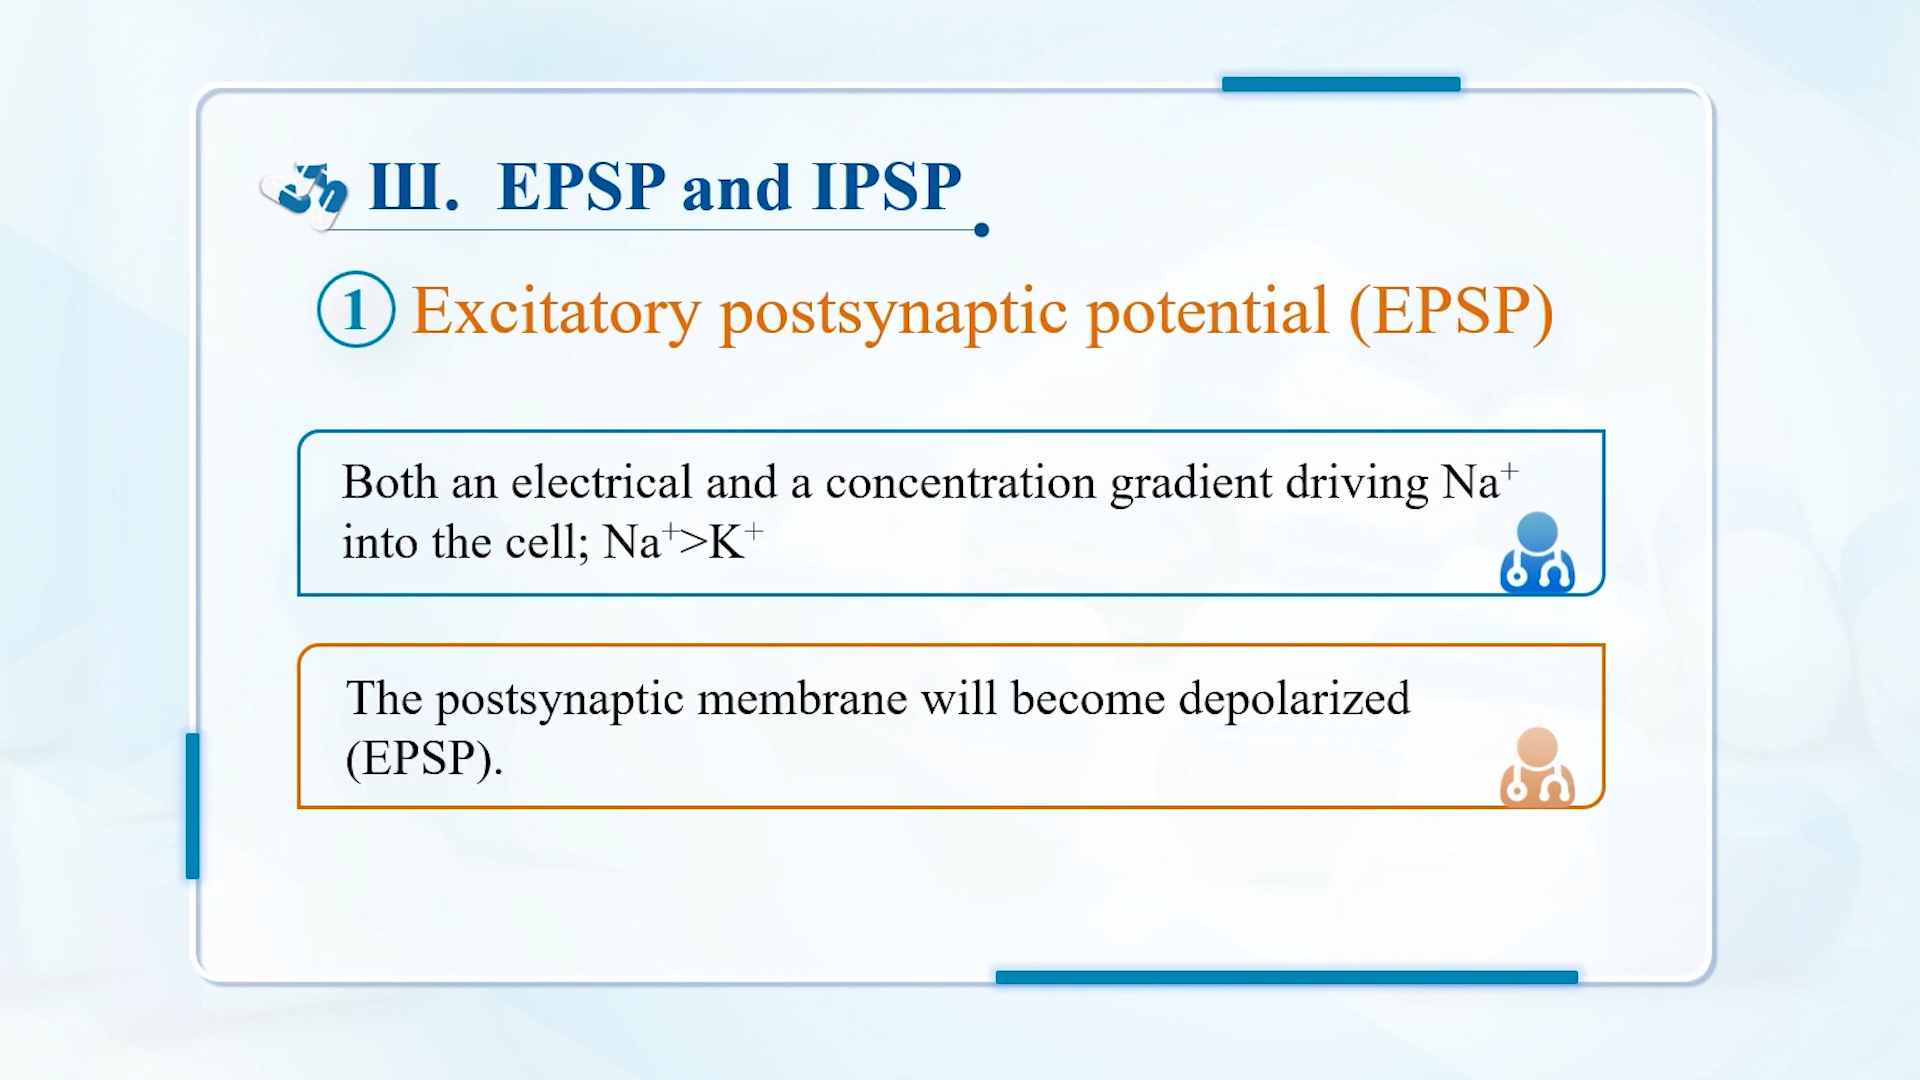 Ⅲ. EPSP and IPSP
1 Excitatory postsynaptic potential (EPSP)
Both an electrical and a concentration gradient driving Na⁺
into the cell; Na⁺>K⁺
The postsynaptic membrane will become depolarized
(EPSP).